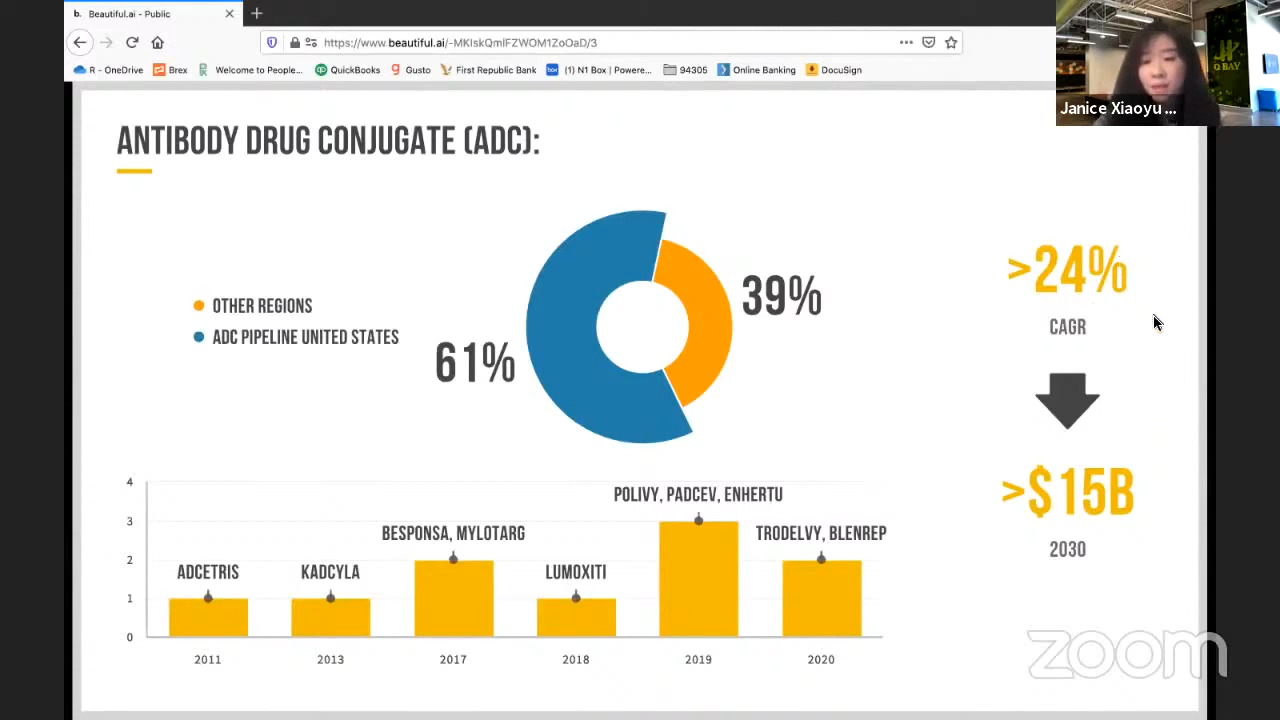 b. Beautiful.ai - Public
https://www.beautiful.ai/-MKIskQmIFZWOM1ZoOaD/3
R - OneDrive
Brex
Welcome to People...
QuickBooks
Gusto
First Republic Bank
box
(1) N1 Box | Powere...
94305
Online Banking
DocuSign
Q BAY
Janice Xiaoyu ...
ANTIBODY DRUG CONJUGATE (ADC):
OTHER REGIONS
ADC PIPELINE UNITED STATES
61%
39%
>24%
CAGR
>$15B
2030
4
3
2
1
0
ADCETRIS
KADCYLA
BESPONSA, MYLOTARG
LUMOXITI
POLIVY, PADCEV, ENHERTU
TRODELVY, BLENREP
2011
2013
2017
2018
2019
2020
zoom